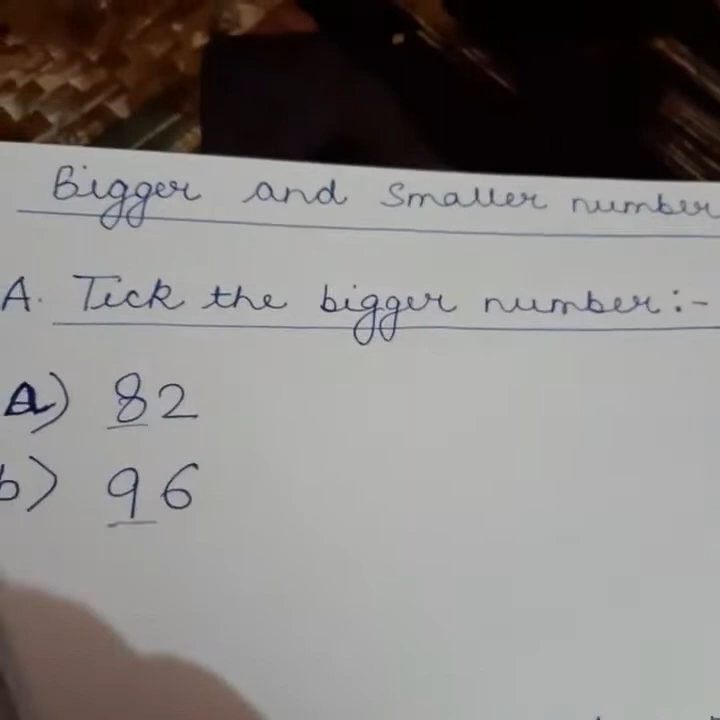 Bigger and Smaller number
A. Tick the bigger number:-
a) 82
b) 96